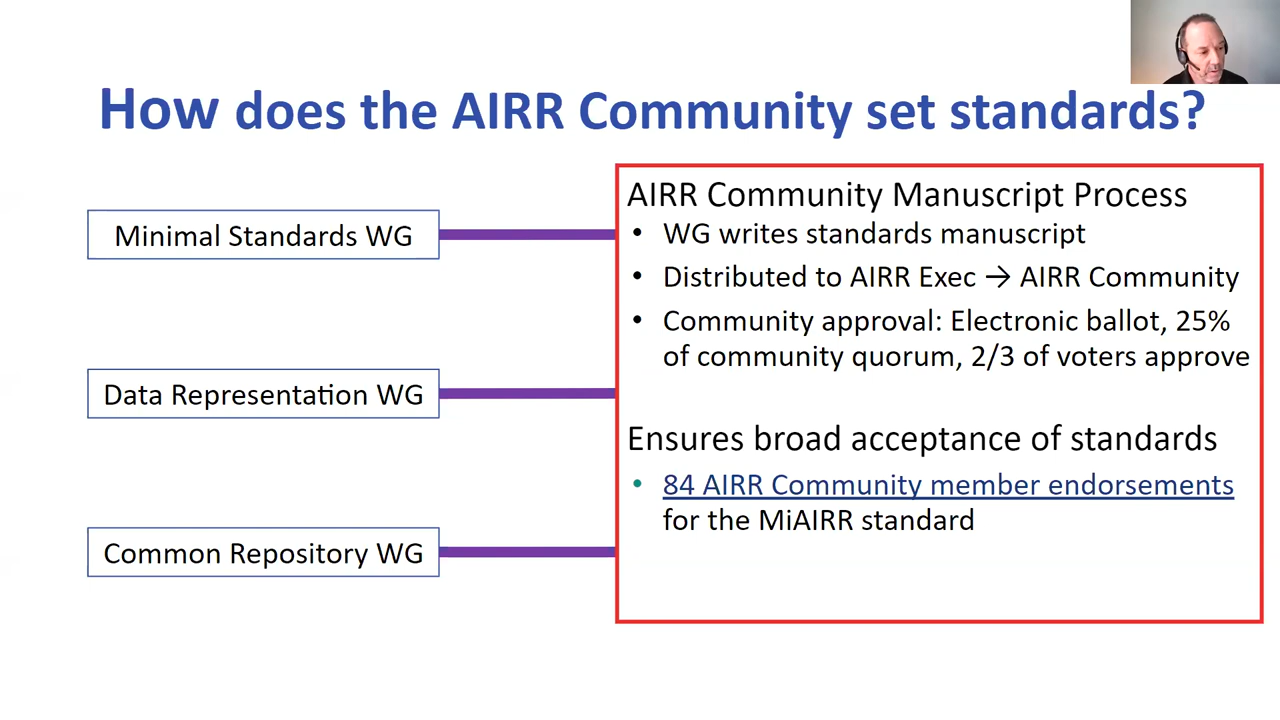 How does the AIRR Community set standards?
Minimal Standards WG
Data Representation WG
Common Repository WG
AIRR Community Manuscript Process
• WG writes standards manuscript
• Distributed to AIRR Exec → AIRR Community
• Community approval: Electronic ballot, 25%
of community quorum, 2/3 of voters approve
Ensures broad acceptance of standards
• 84 AIRR Community member endorsements
for the MiAIRR standard